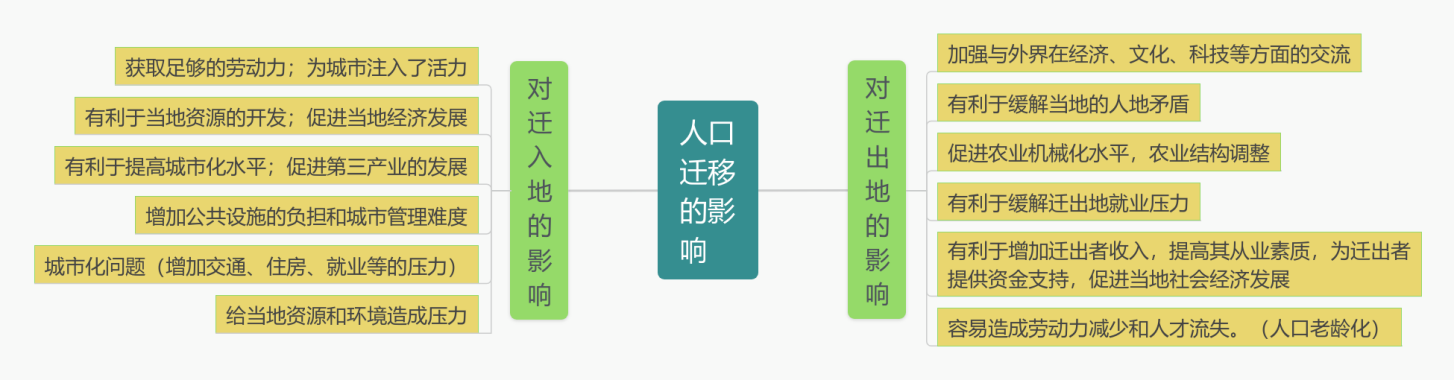 人口
迁移
的影
响
对迁入地的影响
获取足够的劳动力；为城市注入了活力
有利于当地资源的开发；促进当地经济发展
有利于提高城市化水平；促进第三产业的发展
增加公共设施的负担和城市管理难度
城市化问题（增加交通、住房、就业等的压力）
给当地资源和环境造成压力
对迁出地的影响
加强与外界在经济、文化、科技等方面的交流
有利于缓解当地的人地矛盾
促进农业机械化水平，农业结构调整
有利于缓解迁出地就业压力
有利于增加迁出者收入，提高其从业素质，为迁出者
提供资金支持，促进当地社会经济发展
容易造成劳动力减少和人才流失。（人口老龄化）